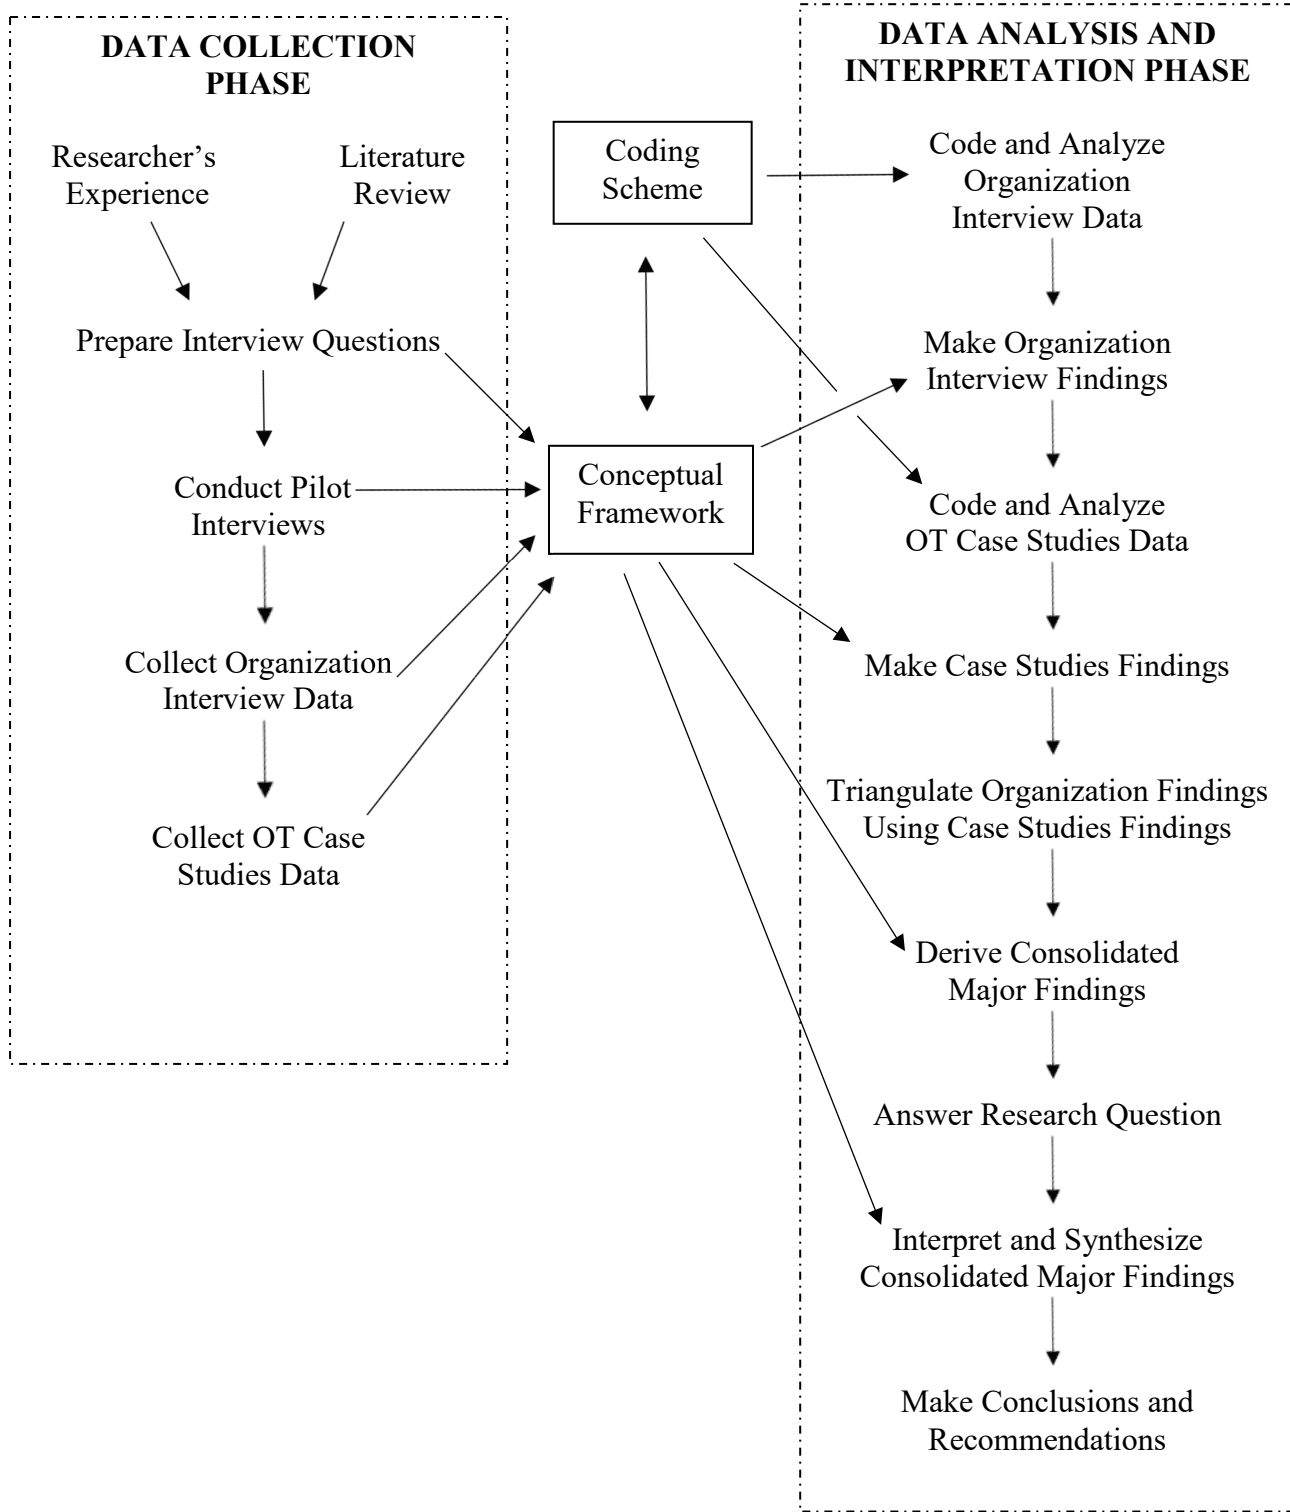 DATA COLLECTION
PHASE
Researcher’s
Experience
Literature
Review
Prepare Interview Questions
Conduct Pilot
Interviews
Collect Organization
Interview Data
Collect OT Case
Studies Data
Coding
Scheme
Conceptual
Framework
DATA ANALYSIS AND
INTERPRETATION PHASE
Code and Analyze
Organization
Interview Data
Make Organization
Interview Findings
Code and Analyze
OT Case Studies Data
Make Case Studies Findings
Triangulate Organization Findings
Using Case Studies Findings
Derive Consolidated
Major Findings
Answer Research Question
Interpret and Synthesize
Consolidated Major Findings
Make Conclusions and
Recommendations